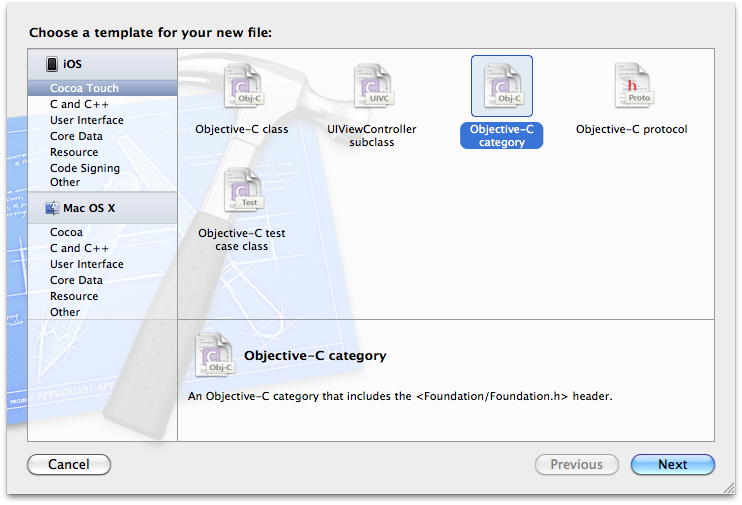 Choose a template for your new file:
iOS
Cocoa Touch
C and C++
User Interface
Core Data
Resource
Code Signing
Other
Mac OS X
Cocoa
C and C++
User Interface
Core Data
Resource
Other
Obj-C
Objective-C class
UIVC
UIViewController
subclass
Obj-C
Objective-C
category
Proto
Objective-C protocol
Test
Objective-C test
case class
Obj-C
Objective-C category
An Objective-C category that includes the <Foundation/Foundation.h> header.
Cancel
Previous
Next